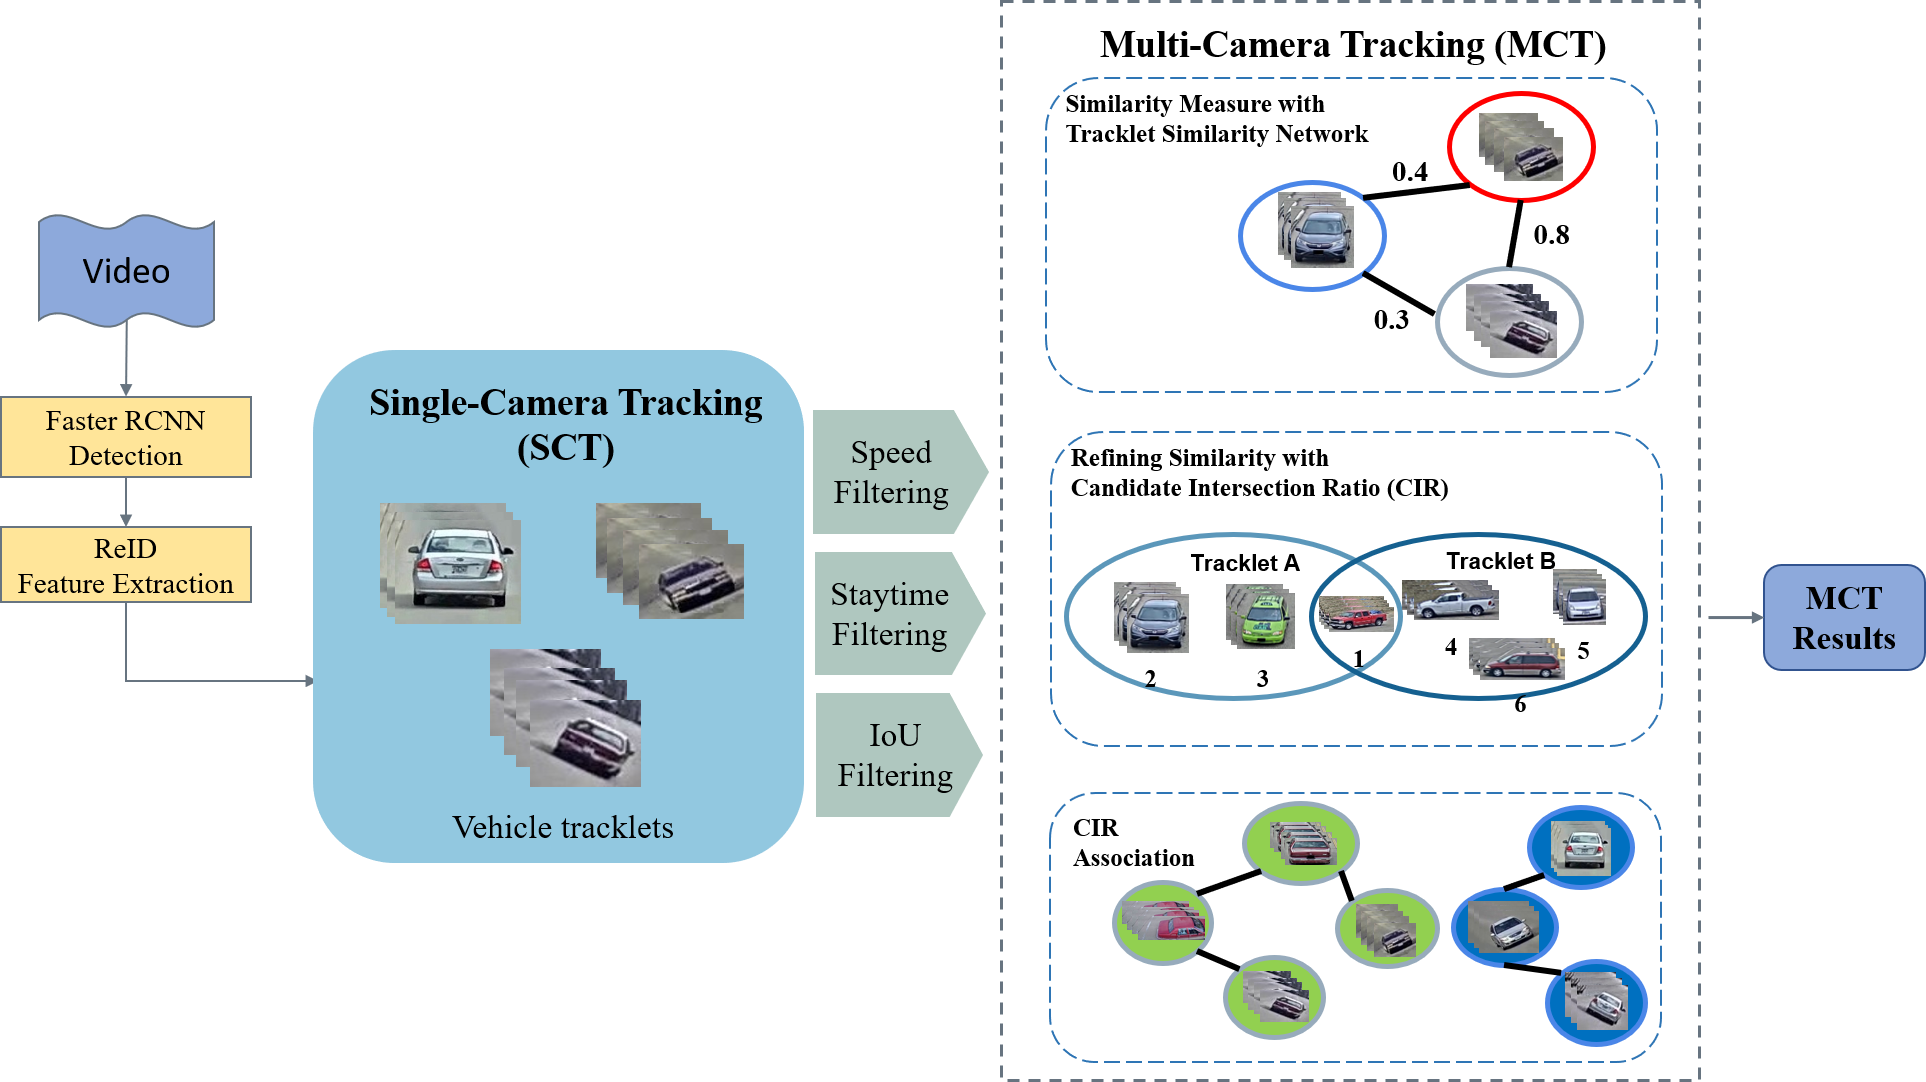 Video
Faster RCNN
Detection
ReID
Feature Extraction
Single-Camera Tracking
(SCT)
Vehicle tracklets
Speed
Filtering
Staytime
Filtering
IoU
Filtering
Multi-Camera Tracking (MCT)
Similarity Measure with
Tracklet Similarity Network
0.4
0.8
0.3
Refining Similarity with
Candidate Intersection Ratio (CIR)
Tracklet A
Tracklet B
2
3
1
4
5
6
CIR
Association
MCT
Results